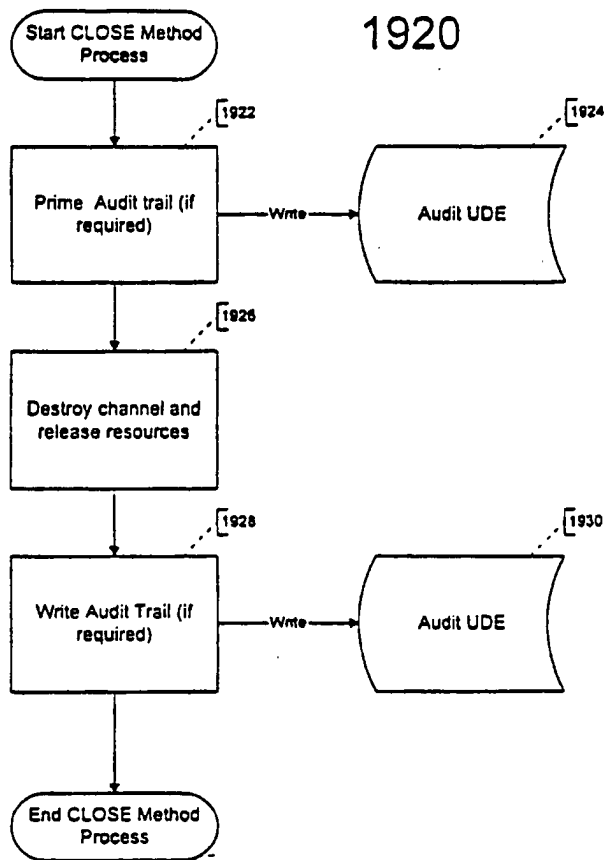 Start CLOSE Method
Process
1920
1922
1924
Prime Audit trail (if
required)
Write
Audit UDE
1926
Destroy channel and
release resources
1928
1930
Write Audit Trail (if
required)
Write
Audit UDE
End CLOSE Method
Process